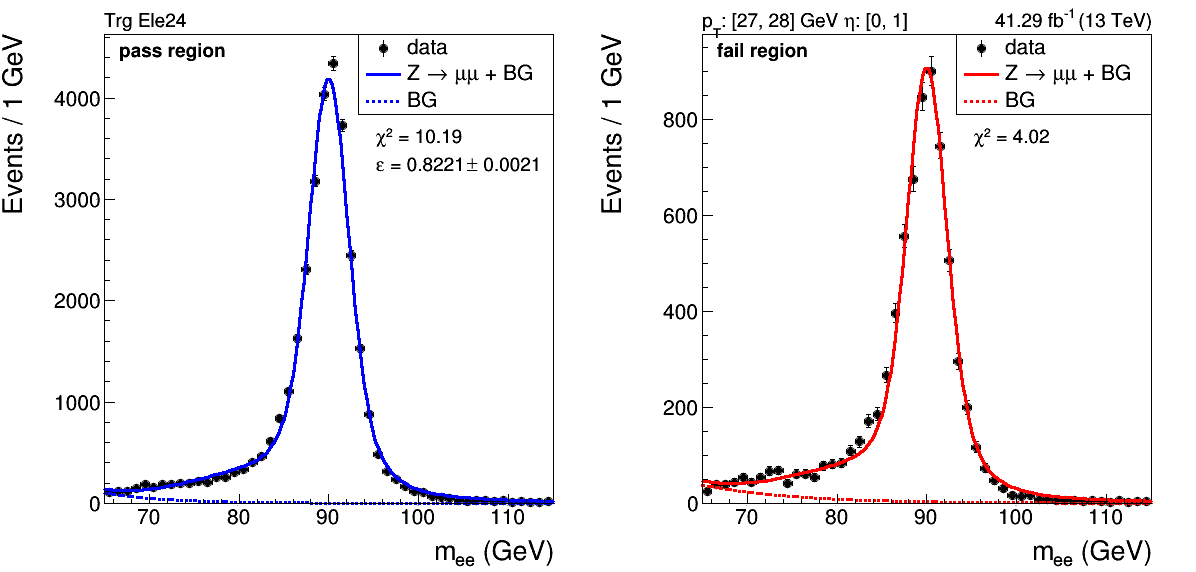 Trg Ele24
pass region
data
Z → μμ + BG
BG
χ² = 10.19
ε = 0.8221 ± 0.0021
Events / 1 GeV
4000
3000
2000
1000
0
70 80 90 100 110
m_ee (GeV)
p_T: [27, 28] GeV η: [0, 1] 41.29 fb⁻¹ (13 TeV)
fail region
data
Z → μμ + BG
BG
χ² = 4.02
Events / 1 GeV
800
600
400
200
0
70 80 90 100 110
m_ee (GeV)